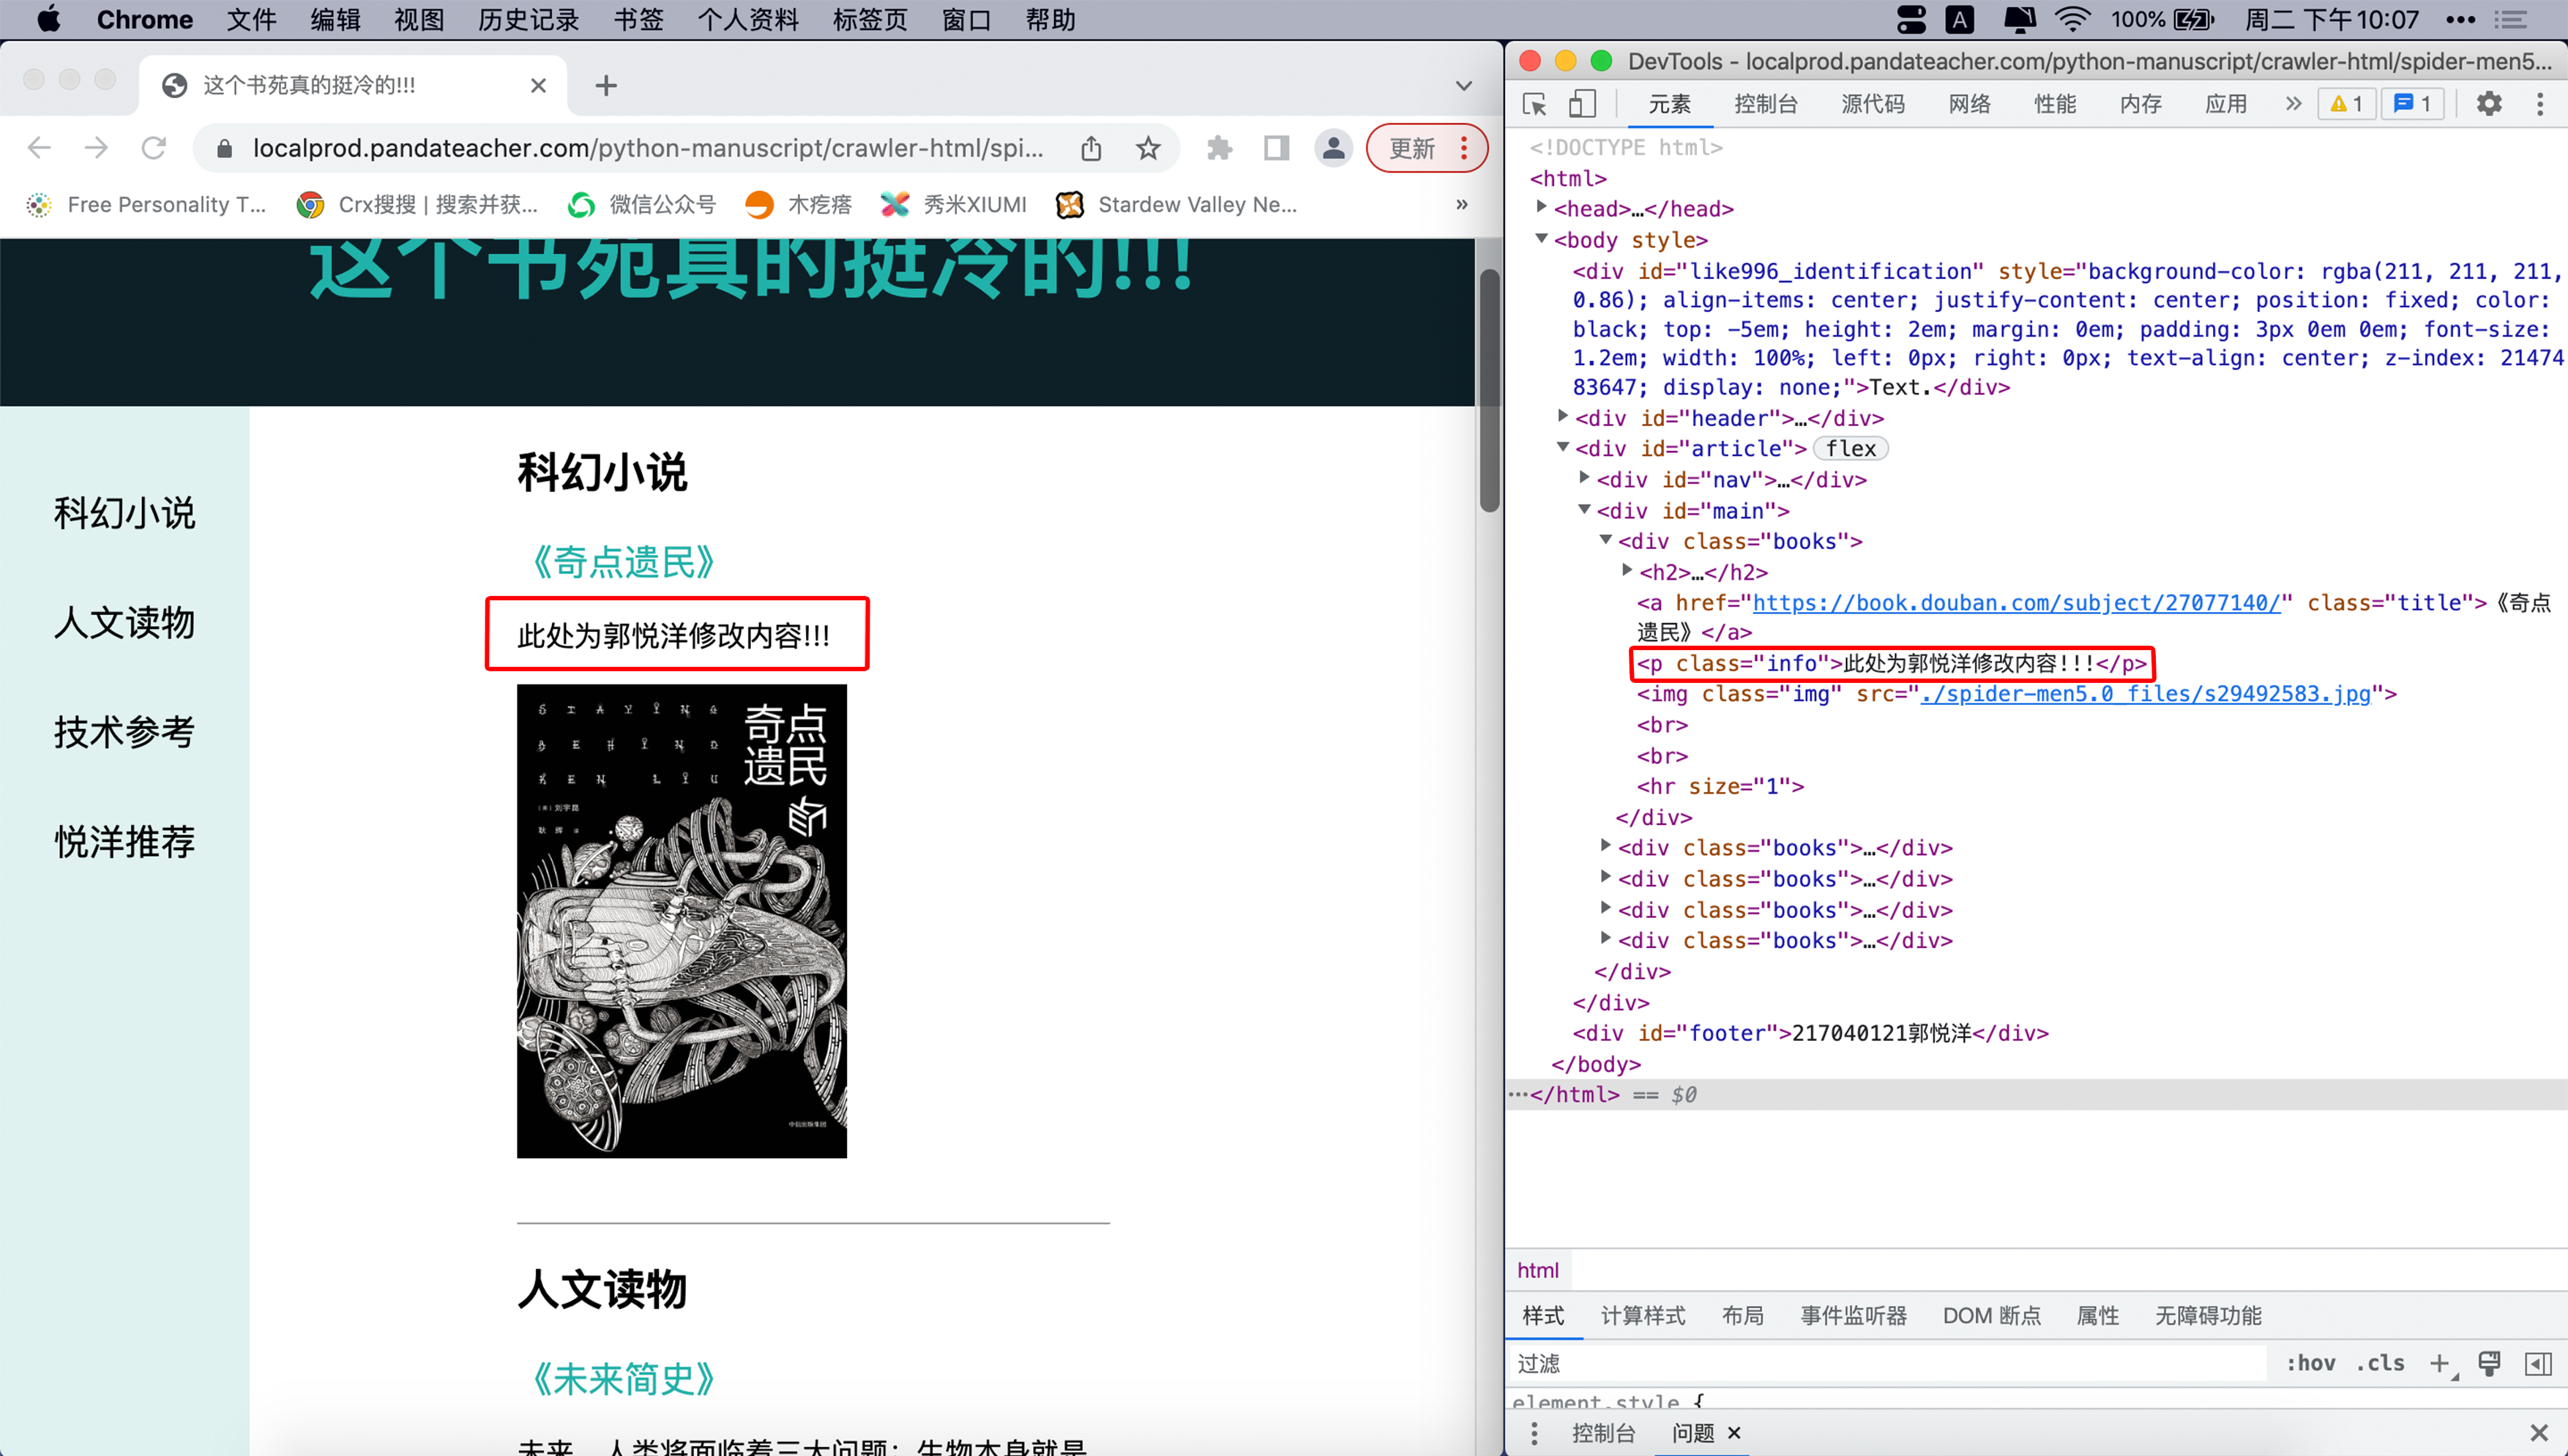 Chrome 文件 编辑 视图 历史记录 书签 个人资料 标签页 窗口 帮助
A 100% 周二 下午10:07
这个书苑真的挺冷的!!!
localprod.pandateacher.com/python-manuscript/crawler-html/spi... 更新
Free Personality T... Crx搜搜 | 搜索并获... 微信公众号 木疙瘩 秀米XIUMI Stardew Valley Ne... »
这个书苑真的挺冷的!!!
科幻小说
人文读物
技术参考
悦洋推荐
科幻小说
《奇点遗民》
此处为郭悦洋修改内容!!!
STAYING
BEHIND
KEN LIU
奇点
遗民
中信出版集团
人文读物
《未来简史》
未来，人类将面临着三大问题：生物本身就是
DevTools - localprod.pandateacher.com/python-manuscript/crawler-html/spider-men5...
元素 控制台 源代码 网络 性能 内存 应用 » 1 1
<!DOCTYPE html>
<html>
<head>…</head>
<body style>
<div id="like996_identification" style="background-color: rgba(211, 211, 211,
0.86); align-items: center; justify-content: center; position: fixed; color:
black; top: -5em; height: 2em; margin: 0em; padding: 3px 0em 0em; font-size:
1.2em; width: 100%; left: 0px; right: 0px; text-align: center; z-index: 21474
83647; display: none;">Text.</div>
<div id="header">…</div>
<div id="article"> flex
<div id="nav">…</div>
<div id="main">
<div class="books">
<h2>…</h2>
<a href="https://book.douban.com/subject/27077140/" class="title">《奇点
遗民》</a>
<p class="info">此处为郭悦洋修改内容!!!</p>
<img class="img" src="./spider-men5.0_files/s29492583.jpg">
<br>
<br>
<hr size="1">
</div>
<div class="books">…</div>
<div class="books">…</div>
<div class="books">…</div>
<div class="books">…</div>
</div>
</div>
<div id="footer">217040121郭悦洋</div>
</body>
…</html> == $0
html
样式 计算样式 布局 事件监听器 DOM 断点 属性 无障碍功能
过滤 :hov .cls +
element.style {
控制台 问题